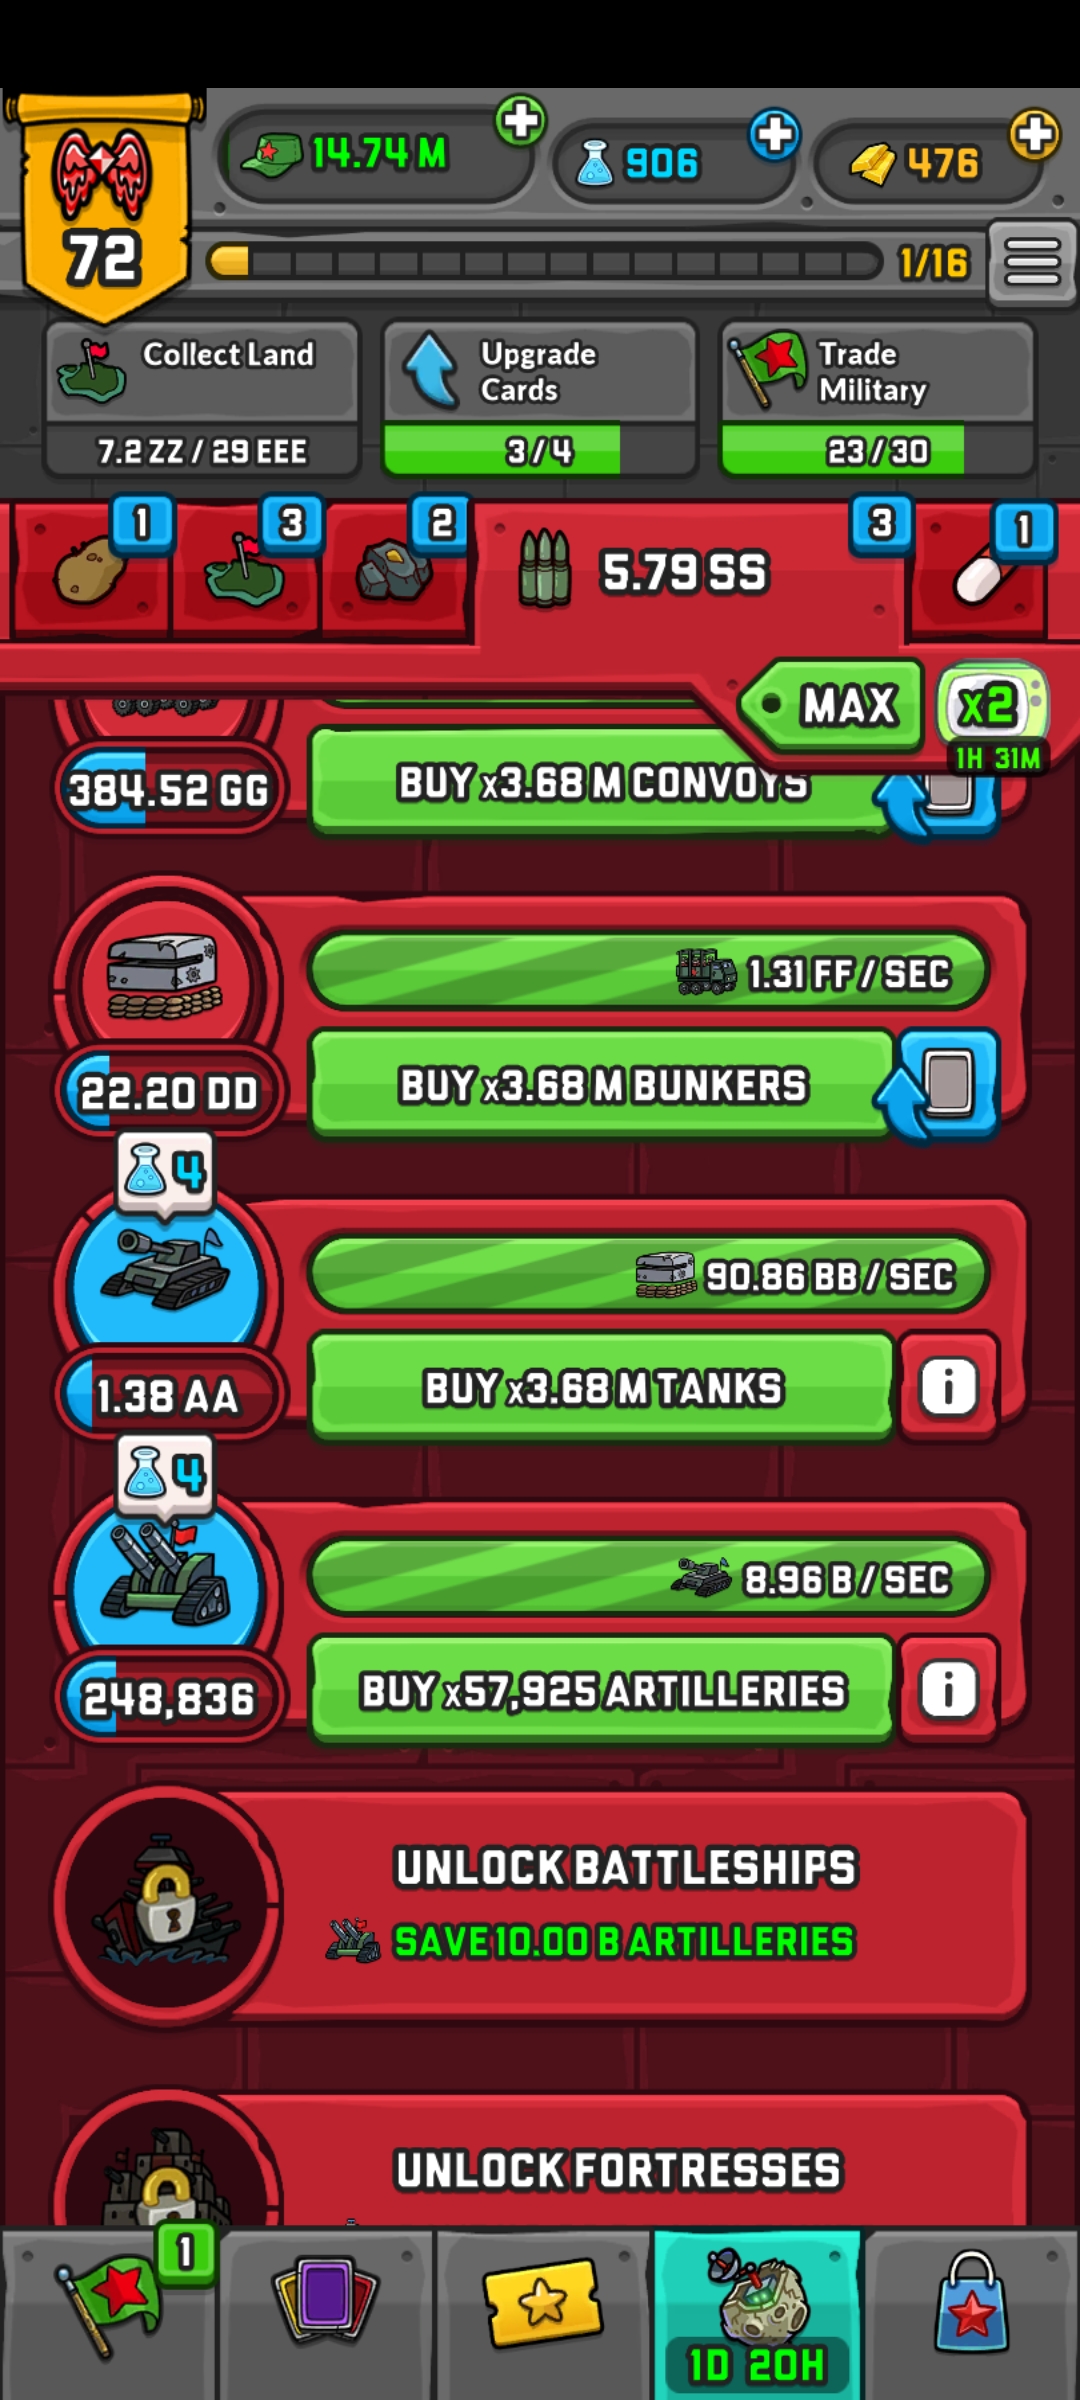 72
14.74 M
906
476
1/16
Collect Land
7.2 ZZ / 29 EEE
Upgrade
Cards
3/4
Trade
Military
23/30
1
3
2
5.79 SS
3
1
MAX
x2
1H 31M
384.52 GG
BUY x3.68 M CONVOYS
1.31 FF / SEC
22.20 DD
BUY x3.68 M BUNKERS
4
90.86 BB / SEC
1.38 AA
BUY x3.68 M TANKS
i
4
8.96 B / SEC
248,836
BUY x57,925 ARTILLERIES
i
UNLOCK BATTLESHIPS
SAVE 10.00 B ARTILLERIES
UNLOCK FORTRESSES
1
1D 20H